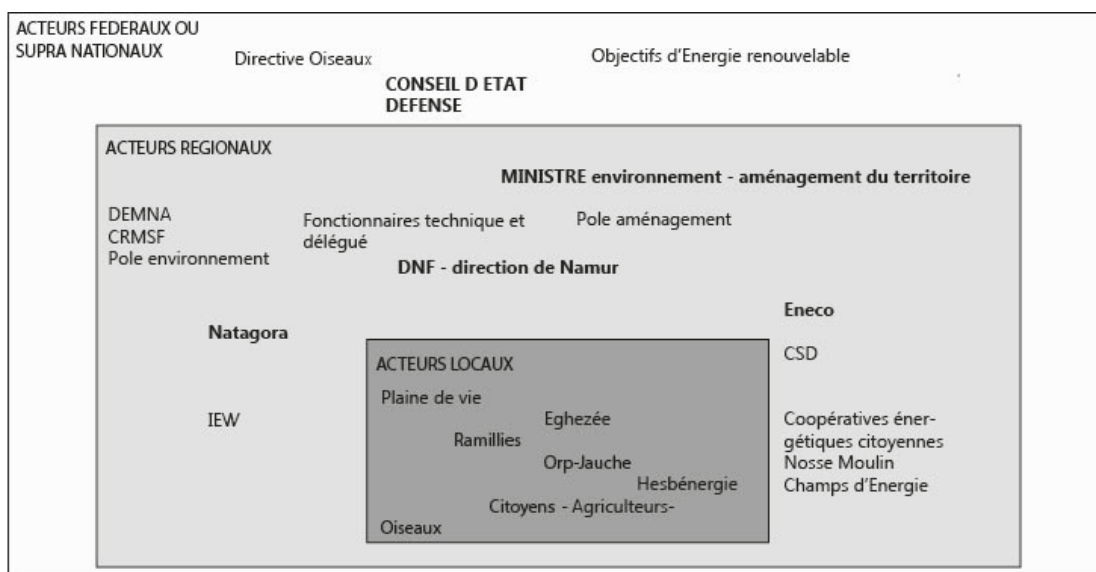 ACTEURS FEDERAUX OU
SUPRA NATIONAUX
Directive Oiseaux
Objectifs d'Energie renouvelable
CONSEIL D ETAT
DEFENSE
ACTEURS REGIONAUX
MINISTRE environnement - aménagement du territoire
DEMNA
CRMSF
Pole environnement
Fonctionnaires technique et
délégué
Pole aménagement
DNF - direction de Namur
Natagora
IEW
Eneco
CSD
Coopératives éner-
gétiques citoyennes
Nosse Moulin
Champs d'Energie
ACTEURS LOCAUX
Plaine de vie
Eghezée
Ramillies
Orp-Jauche
Hesbénergie
Citoyens - Agriculteurs-
Oiseaux